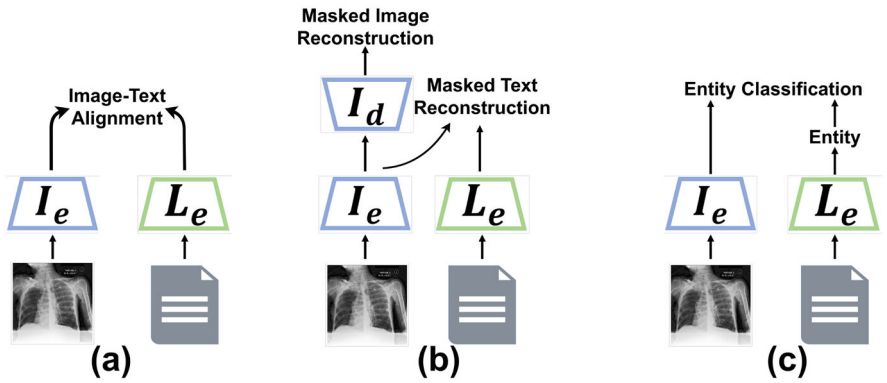 Image-Text
Alignment
I_e
L_e
(a)
Masked Image
Reconstruction
I_d
Masked Text
Reconstruction
I_e
L_e
(b)
Entity Classification
Entity
I_e
L_e
(c)